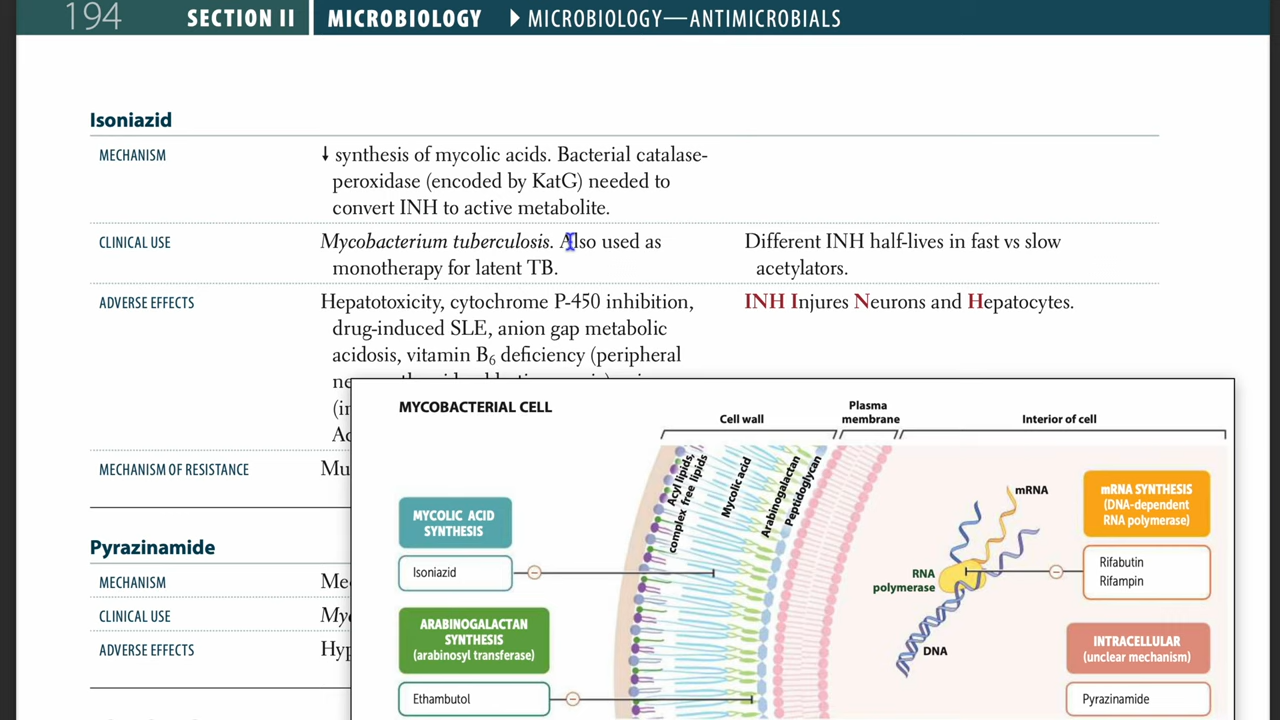 194 SECTION II MICROBIOLOGY ▶ MICROBIOLOGY—ANTIMICROBIALS
Isoniazid
MECHANISM
↓ synthesis of mycolic acids. Bacterial catalase-
peroxidase (encoded by KatG) needed to
convert INH to active metabolite.
CLINICAL USE
Mycobacterium tuberculosis. Also used as
monotherapy for latent TB.
Different INH half-lives in fast vs slow
acetylators.
ADVERSE EFFECTS
Hepatotoxicity, cytochrome P-450 inhibition,
drug-induced SLE, anion gap metabolic
acidosis, vitamin B6 deficiency (peripheral
INH Injures Neurons and Hepatocytes.
MECHANISM OF RESISTANCE
Pyrazinamide
MECHANISM
CLINICAL USE
ADVERSE EFFECTS
MYCOBACTERIAL CELL
Cell wall
Plasma
membrane
Interior of cell
Acyl lipids,
complex free lipids
Mycolic acid
Arabinogalactan
Peptidoglycan
MYCOLIC ACID
SYNTHESIS
Isoniazid
ARABINOGALACTAN
SYNTHESIS
(arabinosyl transferase)
Ethambutol
mRNA
RNA
polymerase
DNA
mRNA SYNTHESIS
(DNA-dependent
RNA polymerase)
Rifabutin
Rifampin
INTRACELLULAR
(unclear mechanism)
Pyrazinamide